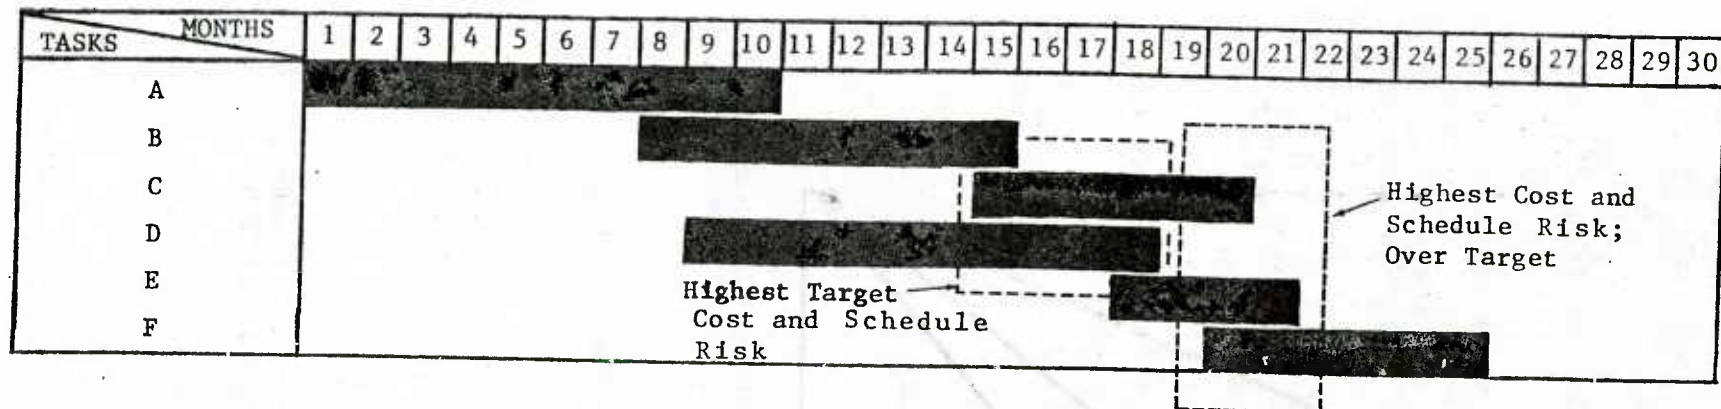 TASKS MONTHS 1 2 3 4 5 6 7 8 9 10 11 12 13 14 15 16 17 18 19 20 21 22 23 24 25 26 27 28 29 30
A
B
C
D
E
F
Highest Target
Cost and Schedule
Risk
Highest Cost and
Schedule Risk;
Over Target